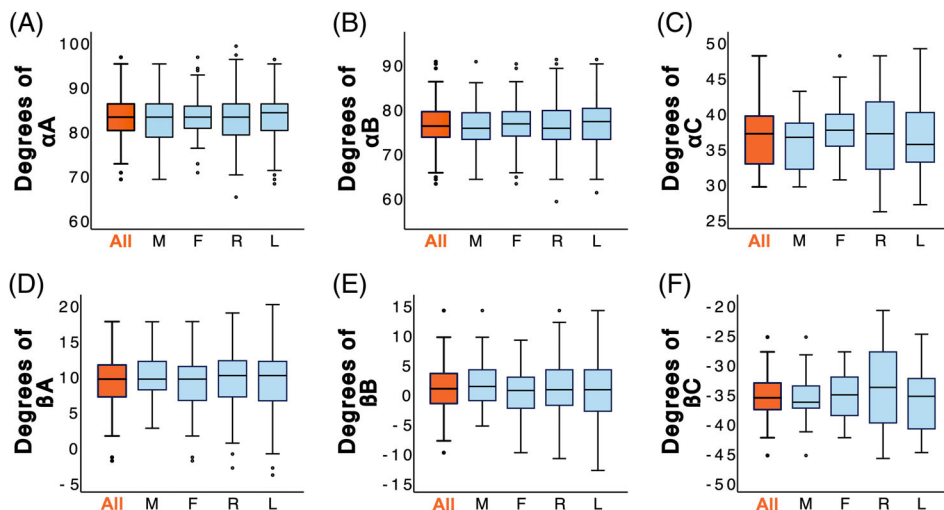 (A)
Degrees of
αA
100
90
80
70
60
All M F R L
(B)
Degrees of
αB
90
80
70
60
All M F R L
(C)
Degrees of
αC
50
45
40
35
30
25
All M F R L
(D)
Degrees of
βA
20
15
10
5
0
-5
All M F R L
(E)
Degrees of
βB
15
10
5
0
-5
-10
-15
All M F R L
(F)
Degrees of
βC
-20
-25
-30
-35
-40
-45
-50
All M F R L